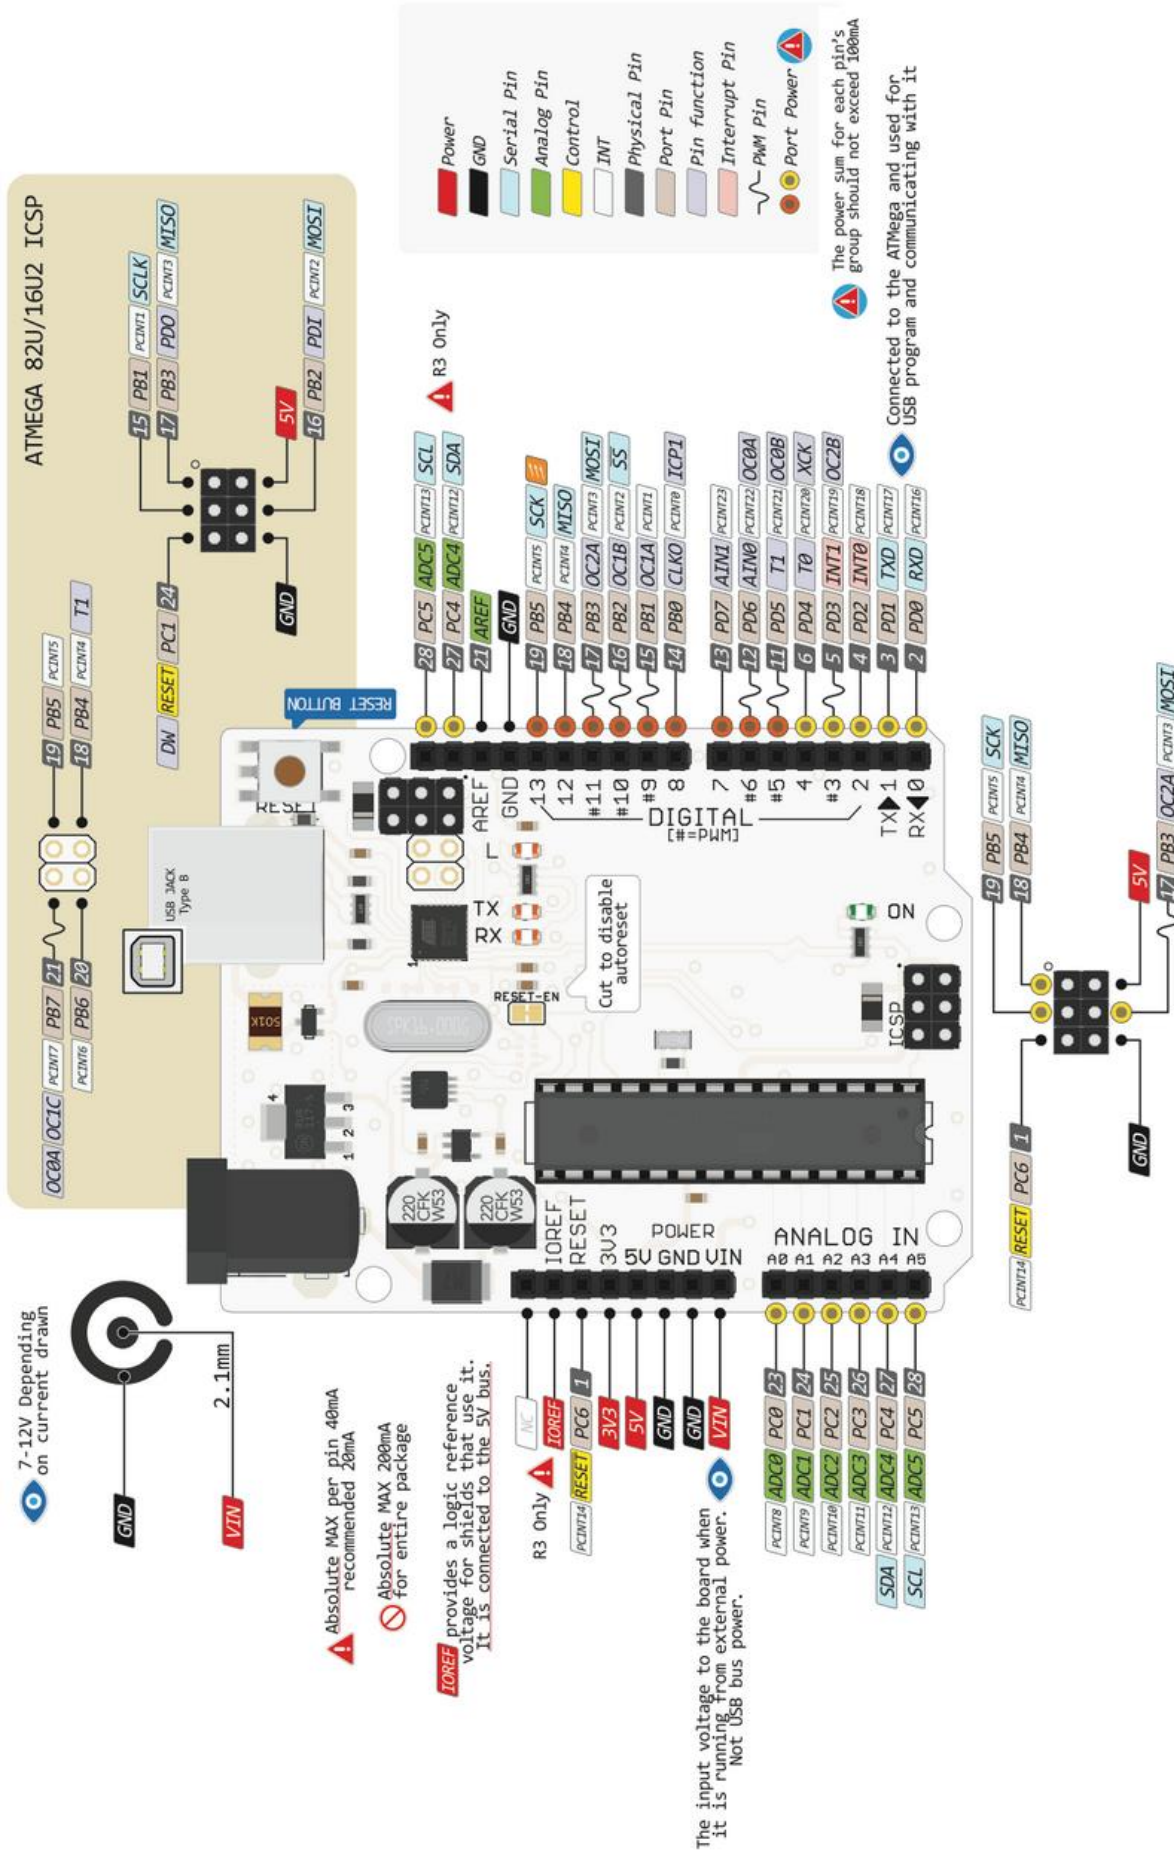 ATMEGA 82U/16U2 ICSP
OC0A OC1C PCINT7 PB7 21
PCINT6 PB6 20
19 PB5 PCINT5
18 PB4 PCINT4 T1
DW RESET PC1 24
15 PB1 PCINT1 SCLK
17 PB3 PDO PCINT3 MISO
5V
16 PB2 PDI PCINT2 MOSI
GND
7-12V Depending
on current drawn
GND
VIN
2.1mm
Absolute MAX per pin 40mA
recommended 20mA
Absolute MAX 200mA
for entire package
IOREF provides a logic reference
voltage for shields that use it.
It is connected to the 5V bus.
USB JACK
Type B
RESET BUTTON
RESET
501K
4
1 2 3
220
CFK
W53
220
CFK
W53
1
TX
RX
L
RESET-EN
Cut to disable
autoreset
ON
ICSP
AREF
GND
13
12
#11
#10
#9
8
7
#6
#5
4
#3
2
TX 1
RX 0
DIGITAL
[#=PWM]
IOREF
RESET
3V3
5V
GND
VIN
POWER
ANALOG IN
A0
A1
A2
A3
A4
A5
28 PC5 ADC5 PCINT13 SCL
27 PC4 ADC4 PCINT12 SDA
R3 Only
21 AREF
GND
19 PB5 PCINT5 SCK
18 PB4 PCINT4 MISO
17 PB3 OC2A PCINT3 MOSI
16 PB2 OC1B PCINT2 SS
15 PB1 OC1A PCINT1
14 PB0 CLKO PCINT0 ICP1
13 PD7 AIN1 PCINT23
12 PD6 AIN0 PCINT22 OC0A
11 PD5 T1 PCINT21 OC0B
6 PD4 T0 PCINT20 XCK
5 PD3 INT1 PCINT19 OC2B
4 PD2 INT0 PCINT18
3 PD1 TXD PCINT17
2 PD0 RXD PCINT16
Connected to the ATMega and used for
USB program and communicating with it
NC
IOREF
R3 Only
PCINT14 RESET PC6 1
3V3
5V
GND
GND
VIN
The input voltage to the board when
it is running from external power.
Not USB bus power.
PCINT8 ADC0 PC0 23
PCINT9 ADC1 PC1 24
PCINT10 ADC2 PC2 25
PCINT11 ADC3 PC3 26
SDA PCINT12 ADC4 PC4 27
SCL PCINT13 ADC5 PC5 28
PCINT14 RESET PC6 1
19 PB5 PCINT5 SCK
18 PB4 PCINT4 MISO
5V
17 PB3 OC2A PCINT3 MOSI
GND
Power
GND
Serial Pin
Analog Pin
Control
INT
Physical Pin
Port Pin
Pin function
Interrupt Pin
PWM Pin
Port Power
The power sum for each pin's
group should not exceed 100mA